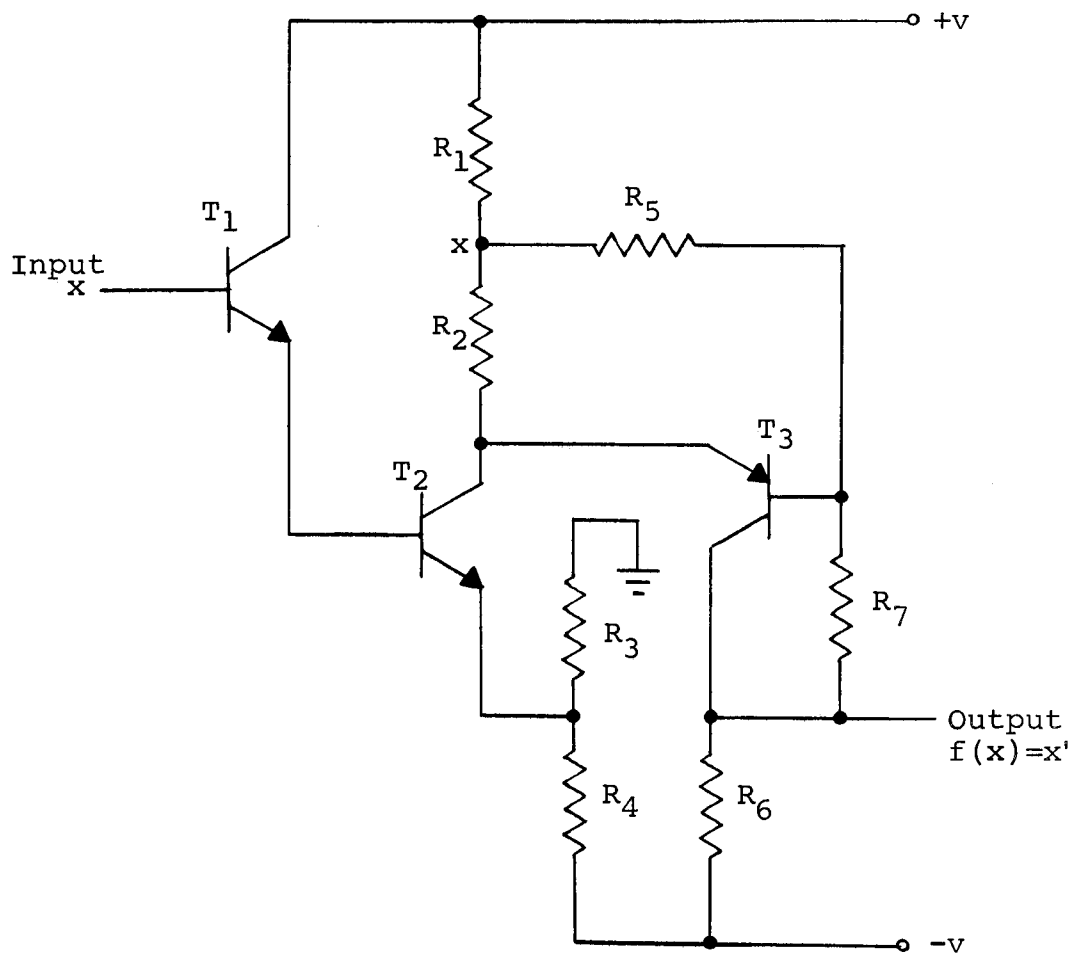 +v
R1
R5
T1
x
Input
x
R2
T3
T2
R7
R3
Output
f(x)=x'
R4
R6
-v